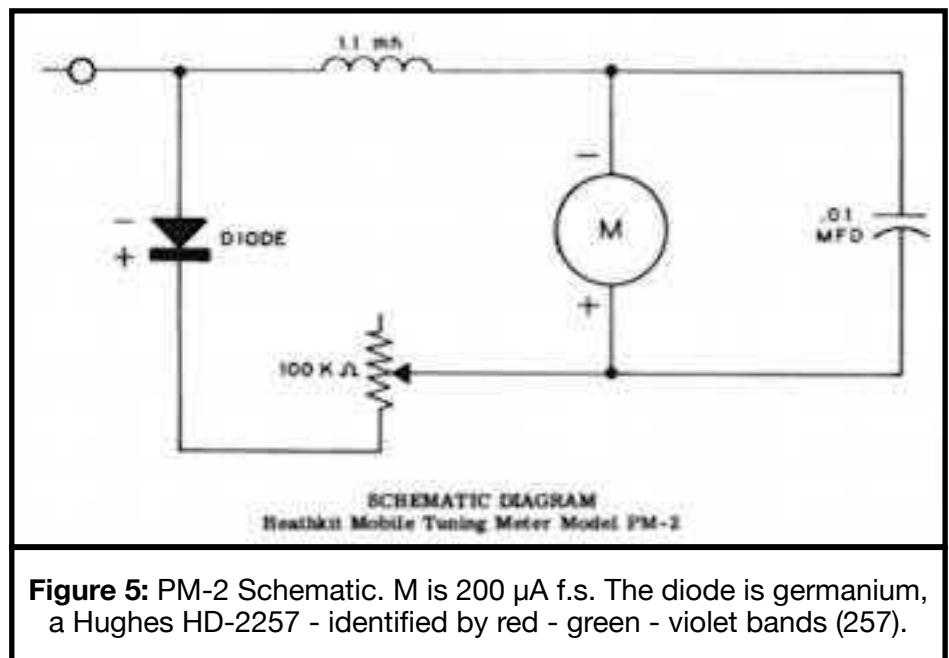 1.1 mh
−
DIODE
+
−
M
+
.01
MFD
100 K Ω
SCHEMATIC DIAGRAM
Heathkit Mobile Tuning Meter Model PM-2
Figure 5: PM-2 Schematic. M is 200 µA f.s. The diode is germanium,
a Hughes HD-2257 - identified by red - green - violet bands (257).